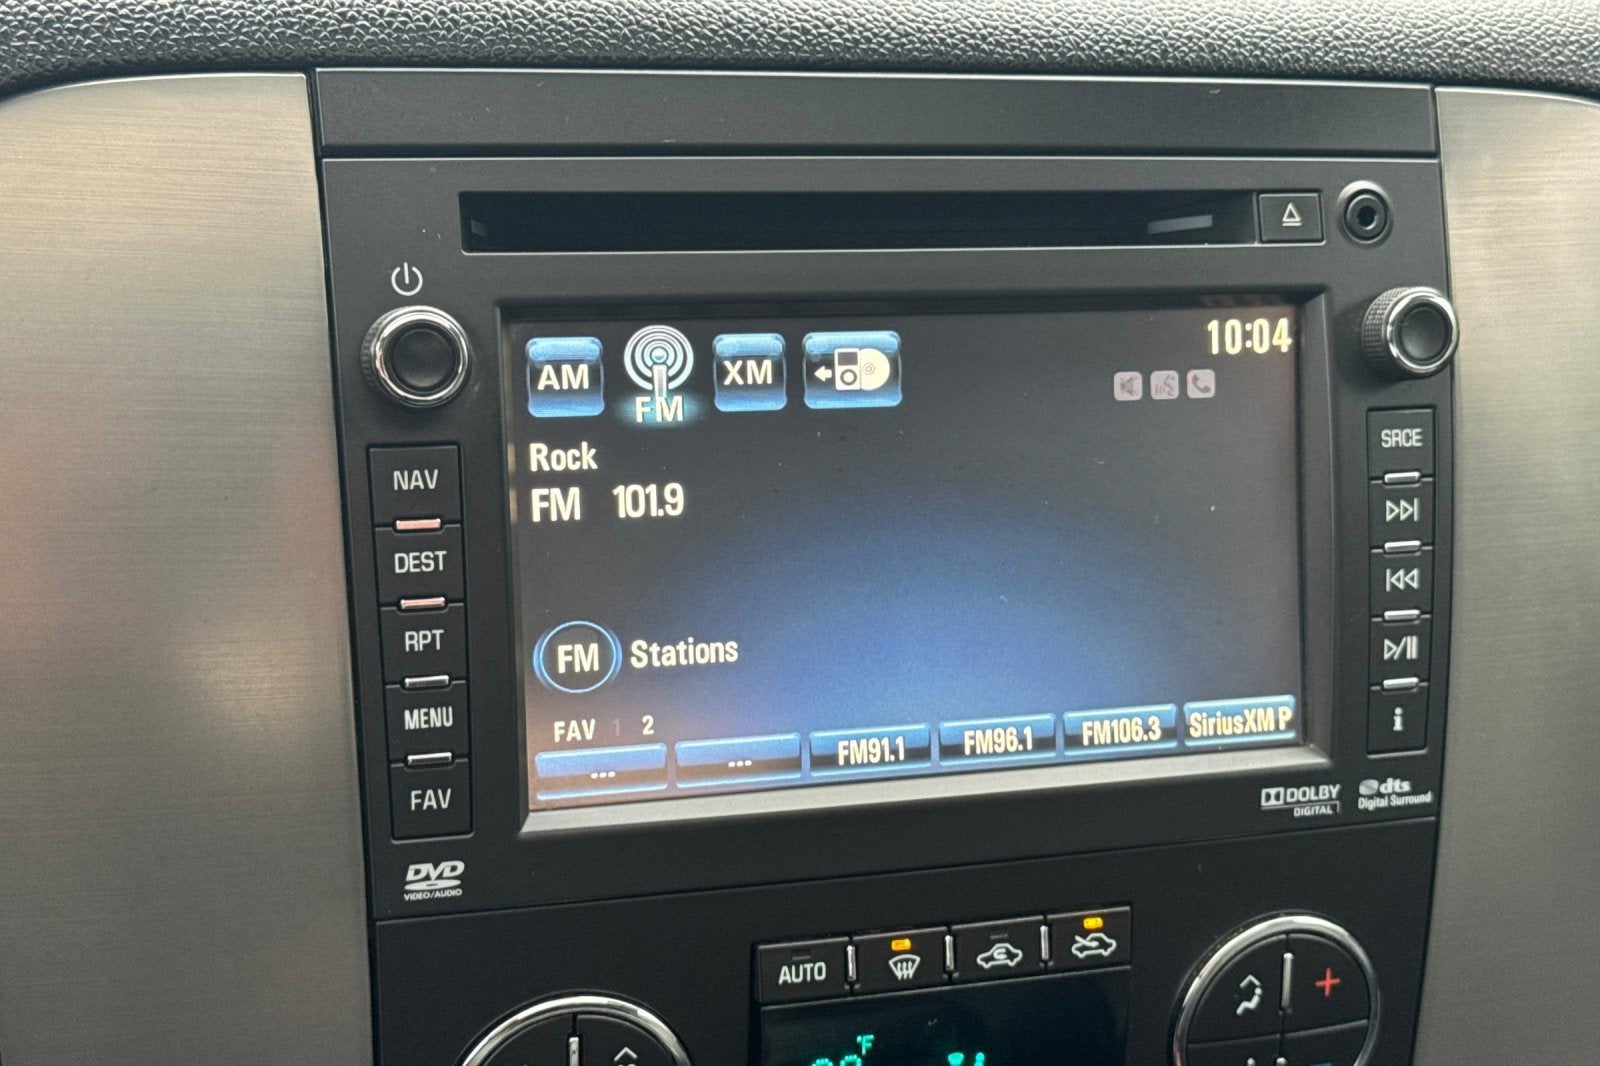 10:04
AM
FM
XM
Rock
FM 101.9
FM Stations
FAV 1 2
---
---
FM91.1
FM96.1
FM106.3
SiriusXM P
NAV
DEST
RPT
MENU
FAV
SRCE
i
DVD
VIDEO/AUDIO
DOLBY
DIGITAL
dts
Digital Surround
AUTO
°F